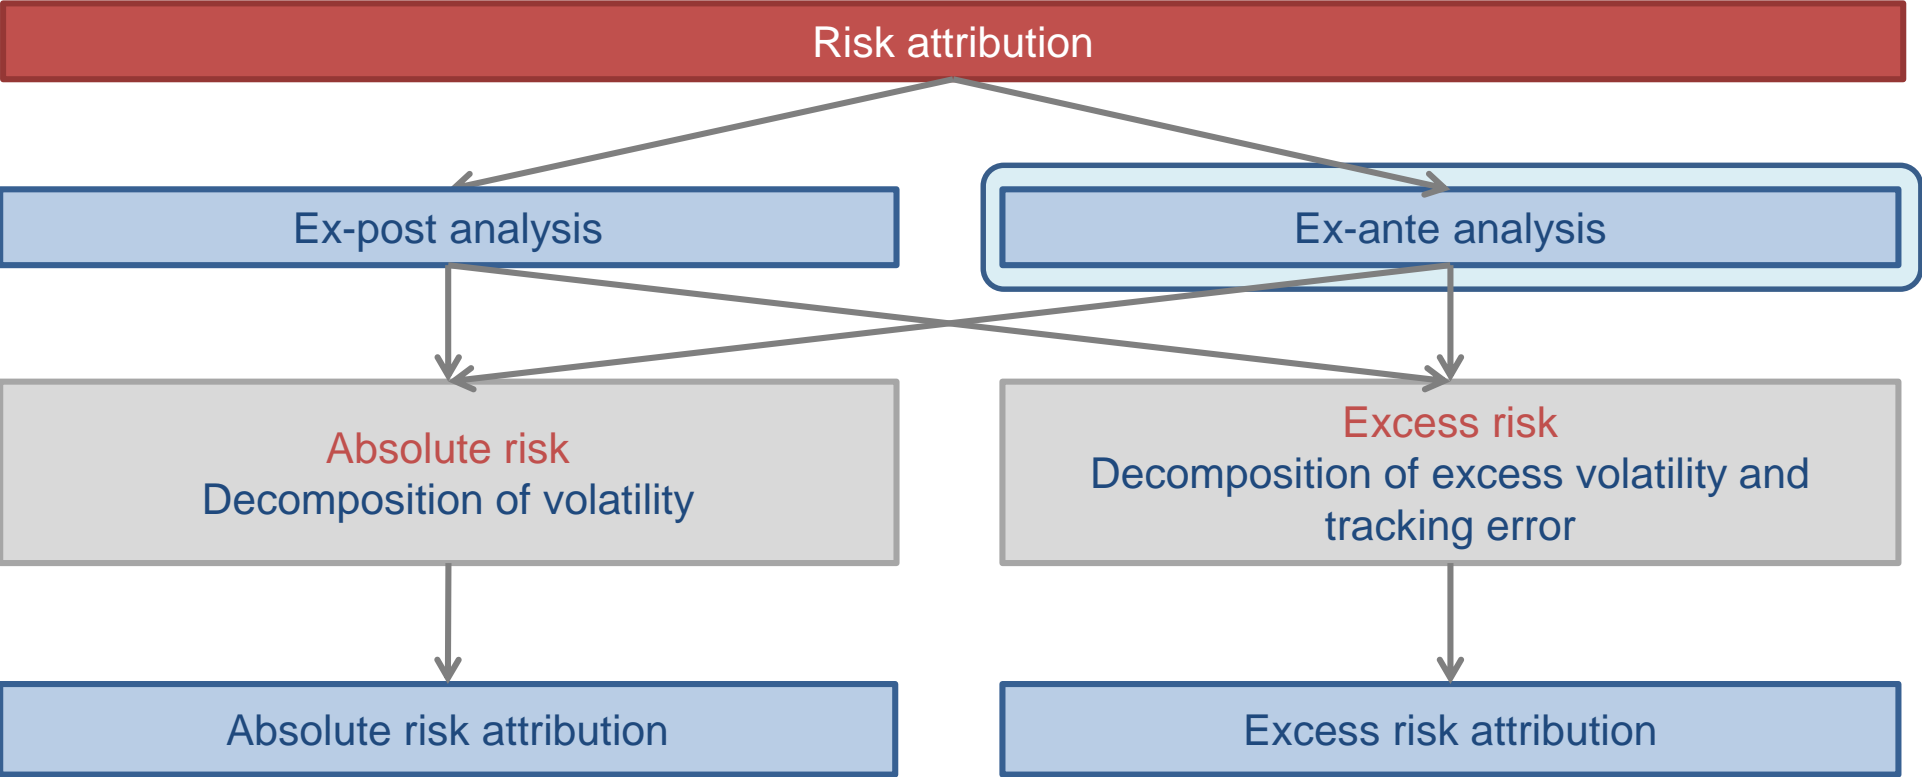 Risk attribution
Ex-post analysis
Ex-ante analysis
Absolute risk
Decomposition of volatility
Excess risk
Decomposition of excess volatility and
tracking error
Absolute risk attribution
Excess risk attribution